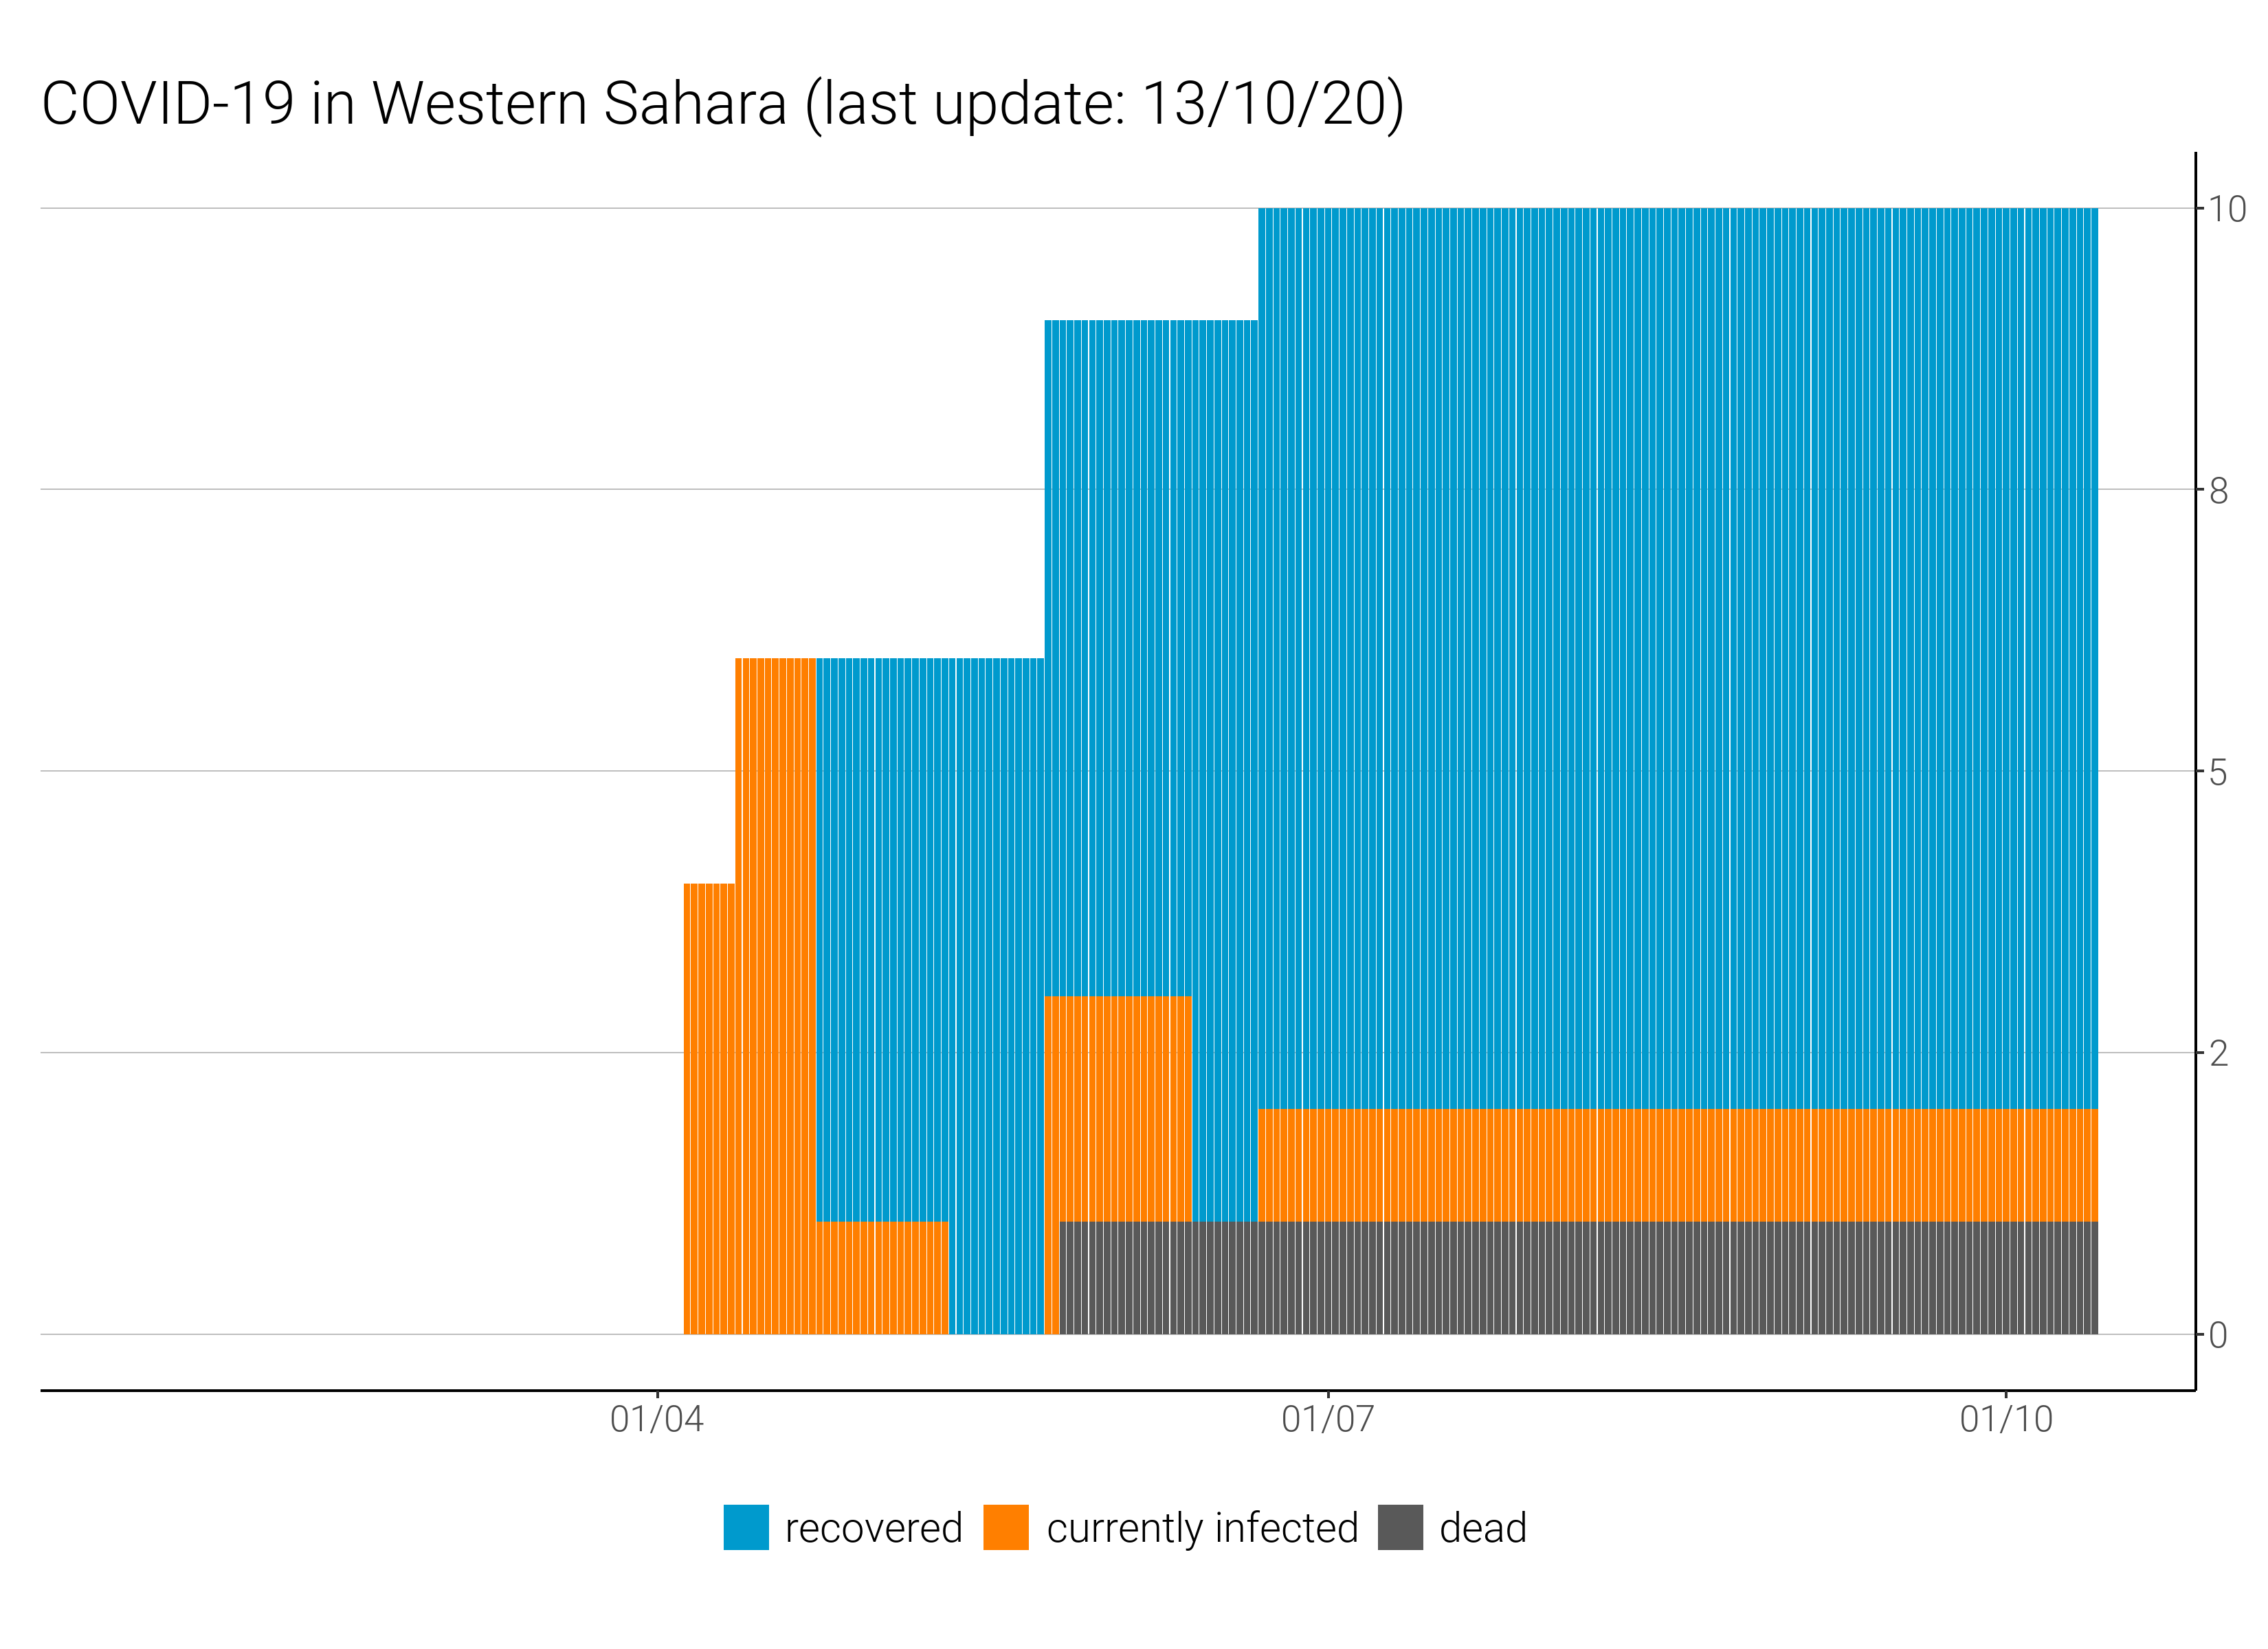 COVID-19 in Western Sahara (last update: 13/10/20)
10
8
5
2
0
01/04 01/07 01/10
recovered currently infected dead